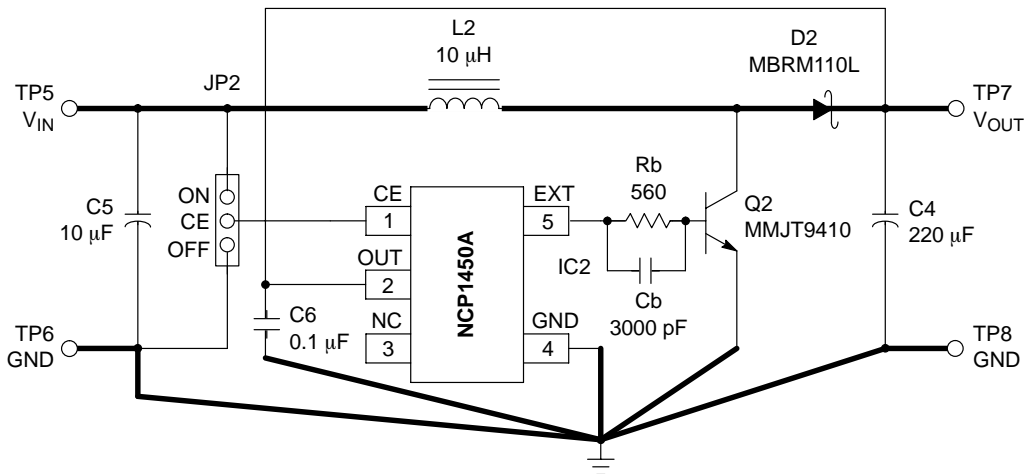 L2
10 μH
D2
MBRM110L
JP2
TP5
VIN
TP7
VOUT
ON
CE
OFF
C5
10 μF
CE
1
OUT
2
NC
3
NCP1450A
EXT
5
GND
4
Rb
560
IC2
Cb
3000 pF
Q2
MMJT9410
C4
220 μF
C6
0.1 μF
TP6
GND
TP8
GND